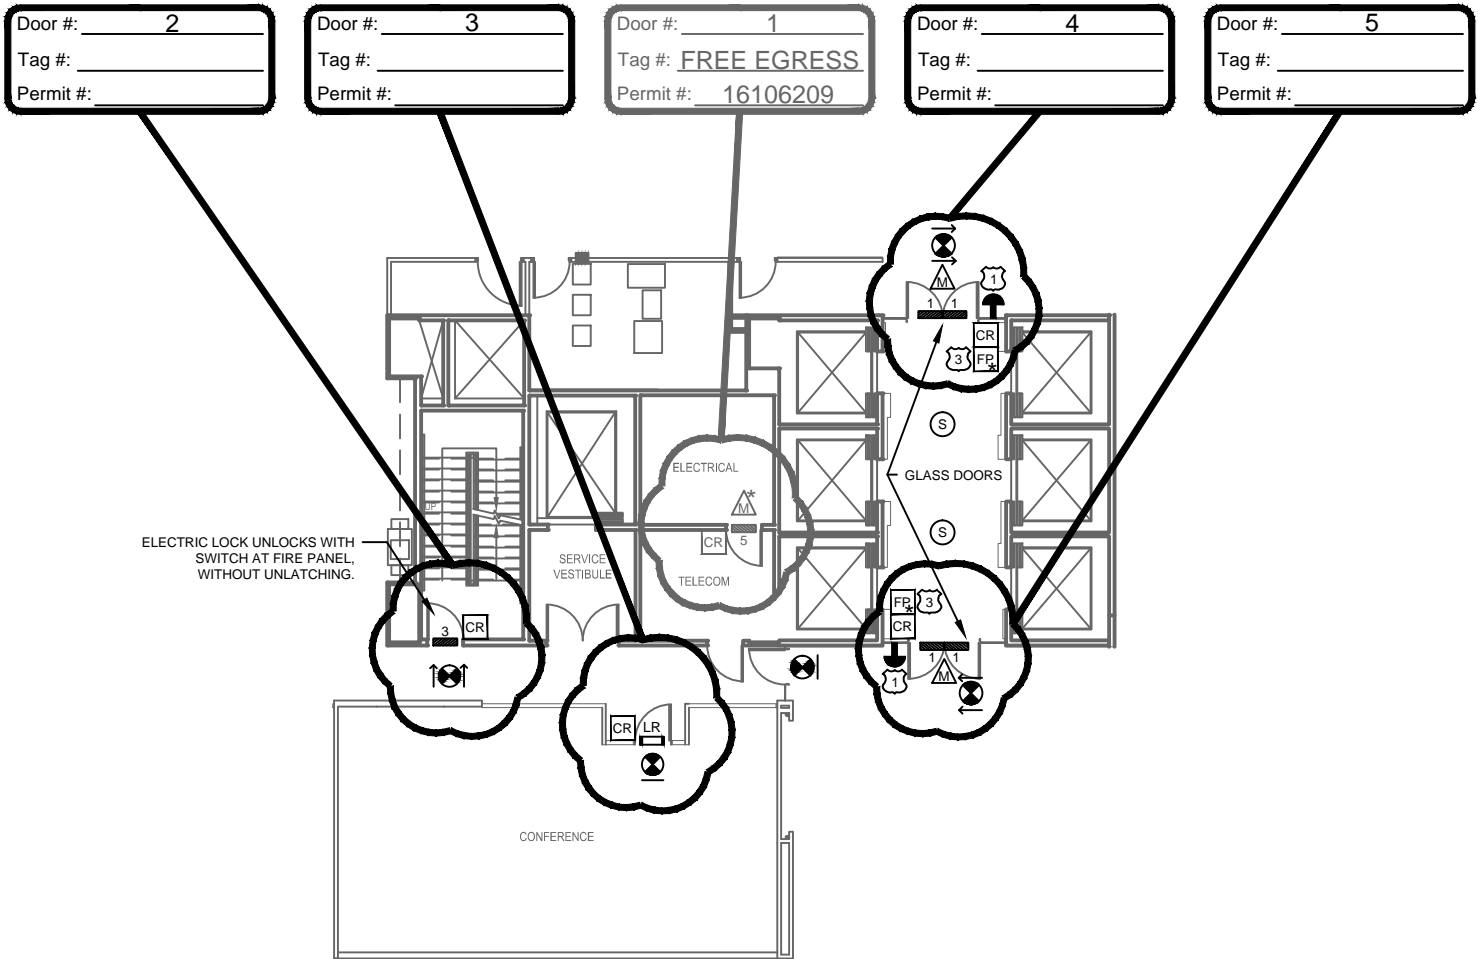 Door #: 2
Tag #:
Permit #:
Door #: 3
Tag #:
Permit #:
Door #: 1
Tag #: FREE EGRESS
Permit #: 16106209
Door #: 4
Tag #:
Permit #:
Door #: 5
Tag #:
Permit #:
M
1
1 1
CR
3
FP
*
S
GLASS DOORS
S
ELECTRICAL
M*
CR
5
TELECOM
UP
ELECTRIC LOCK UNLOCKS WITH
SWITCH AT FIRE PANEL,
WITHOUT UNLATCHING.
SERVICE
VESTIBULE
3
CR
FP
*
3
CR
1 1
M
1
CR
LR
CONFERENCE